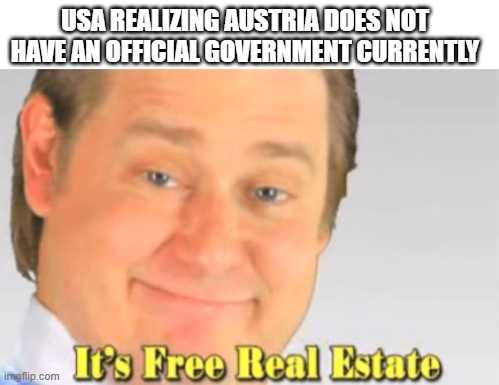 USA REALIZING AUSTRIA DOES NOT
HAVE AN OFFICIAL GOVERNMENT CURRENTLY
It's Free Real Estate
imgflip.com